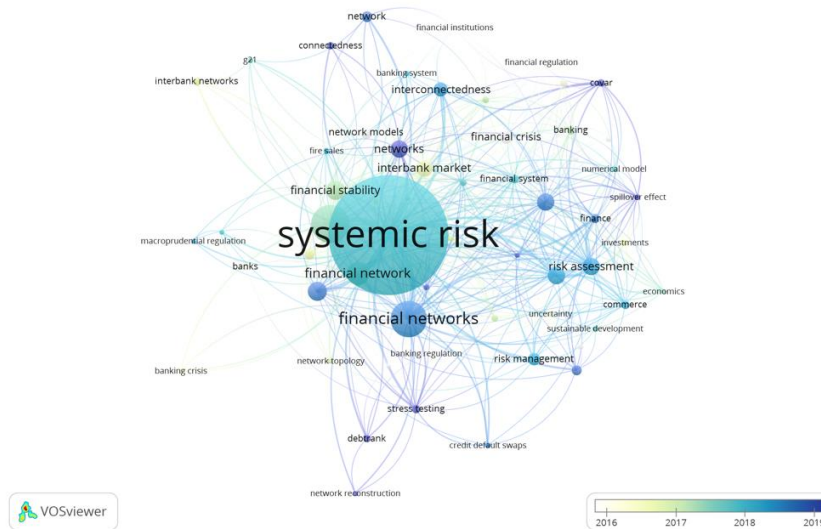 network
financial institutions
connectedness
g21
financial regulation
interbank networks
banking system
covar
interconnectedness
network models
financial crisis
banking
fire sales
networks
interbank market
numerical model
financial system
financial stability
spillover effect
finance
systemic risk
macroprudential regulation
investments
banks
financial network
risk assessment
economics
commerce
financial networks
uncertainty
sustainable development
banking regulation
risk management
network topology
banking crisis
stress testing
debtrank
credit default swaps
network reconstruction
VOSviewer
2016 2017 2018 2019